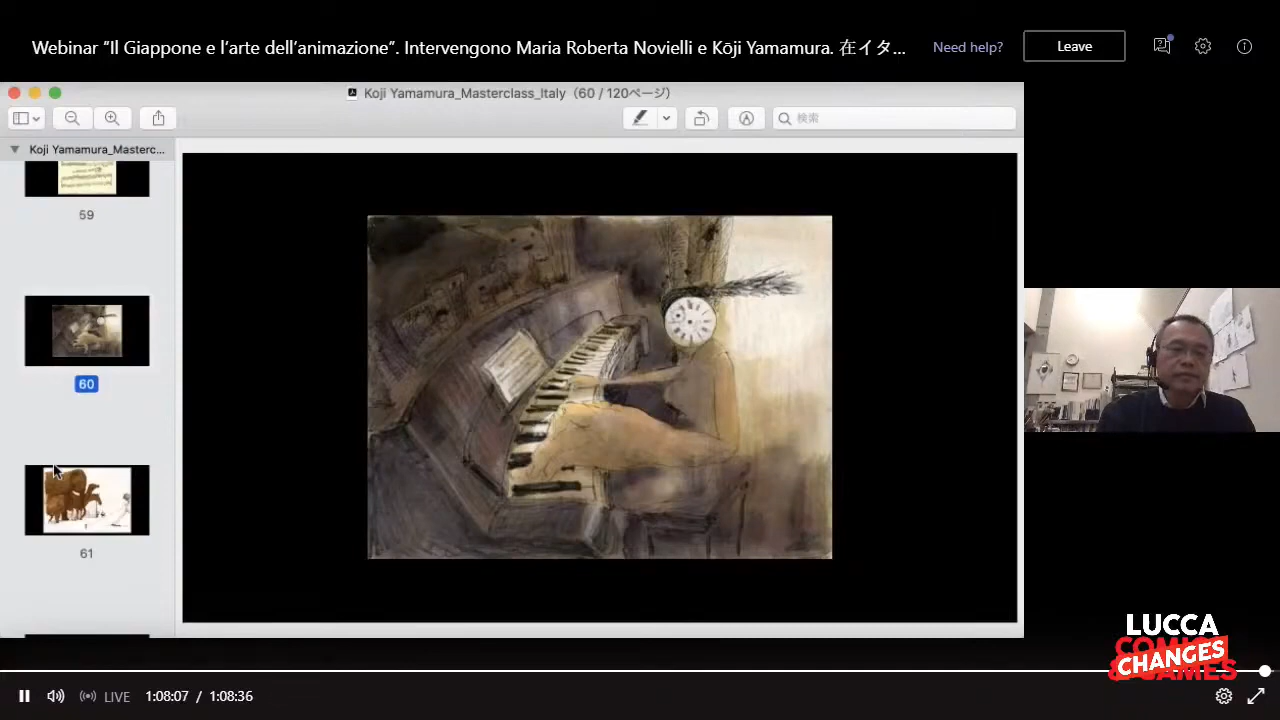 Webinar “Il Giappone e l’arte dell’animazione”. Intervengono Maria Roberta Novielli e Kōji Yamamura. 在イタ...
Need help?
Leave
Koji Yamamura_Masterclass_Italy（60 / 120ページ）
検索
Koji Yamamura_Masterc...
59
60
61
LUCCA
COMICS
CHANGES
&GAMES
LIVE
1:08:07 / 1:08:36